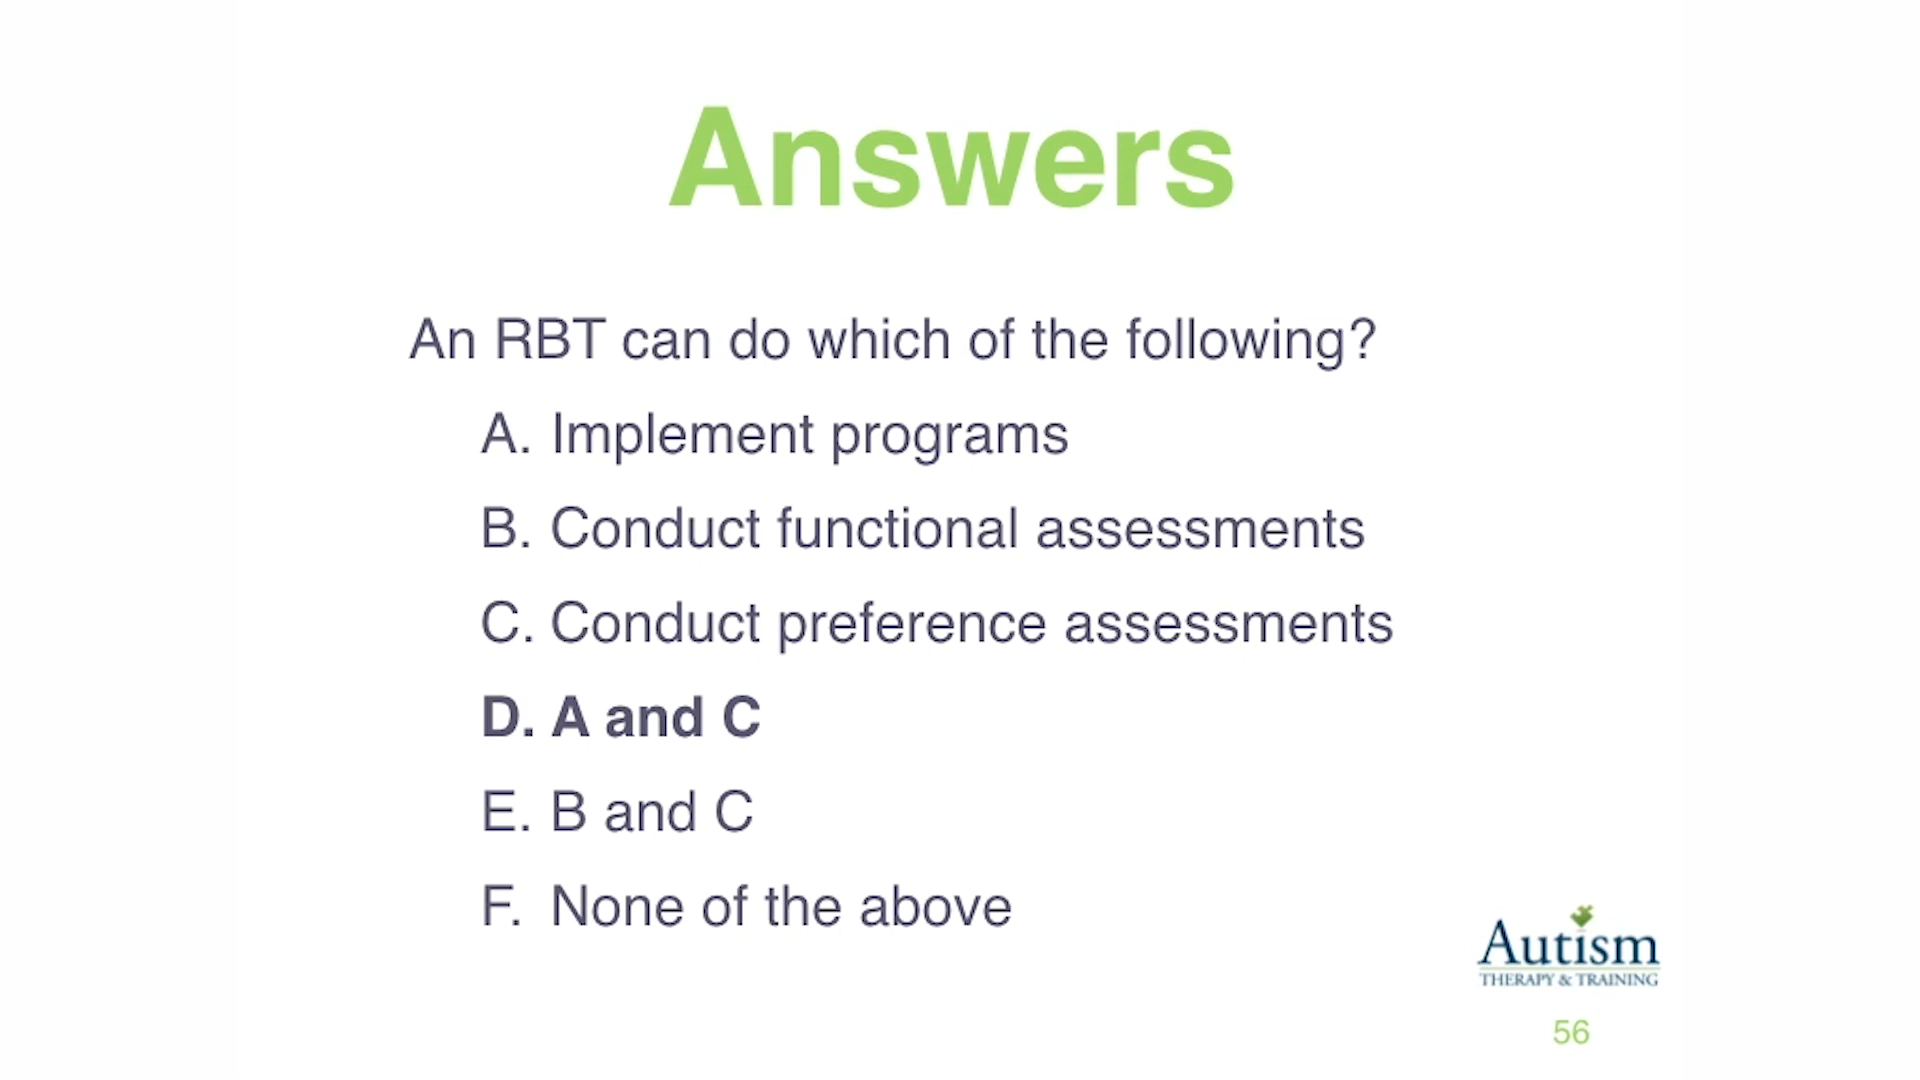 Answers
An RBT can do which of the following?
A. Implement programs
B. Conduct functional assessments
C. Conduct preference assessments
D. A and C
E. B and C
F. None of the above
Autism
THERAPY & TRAINING
56